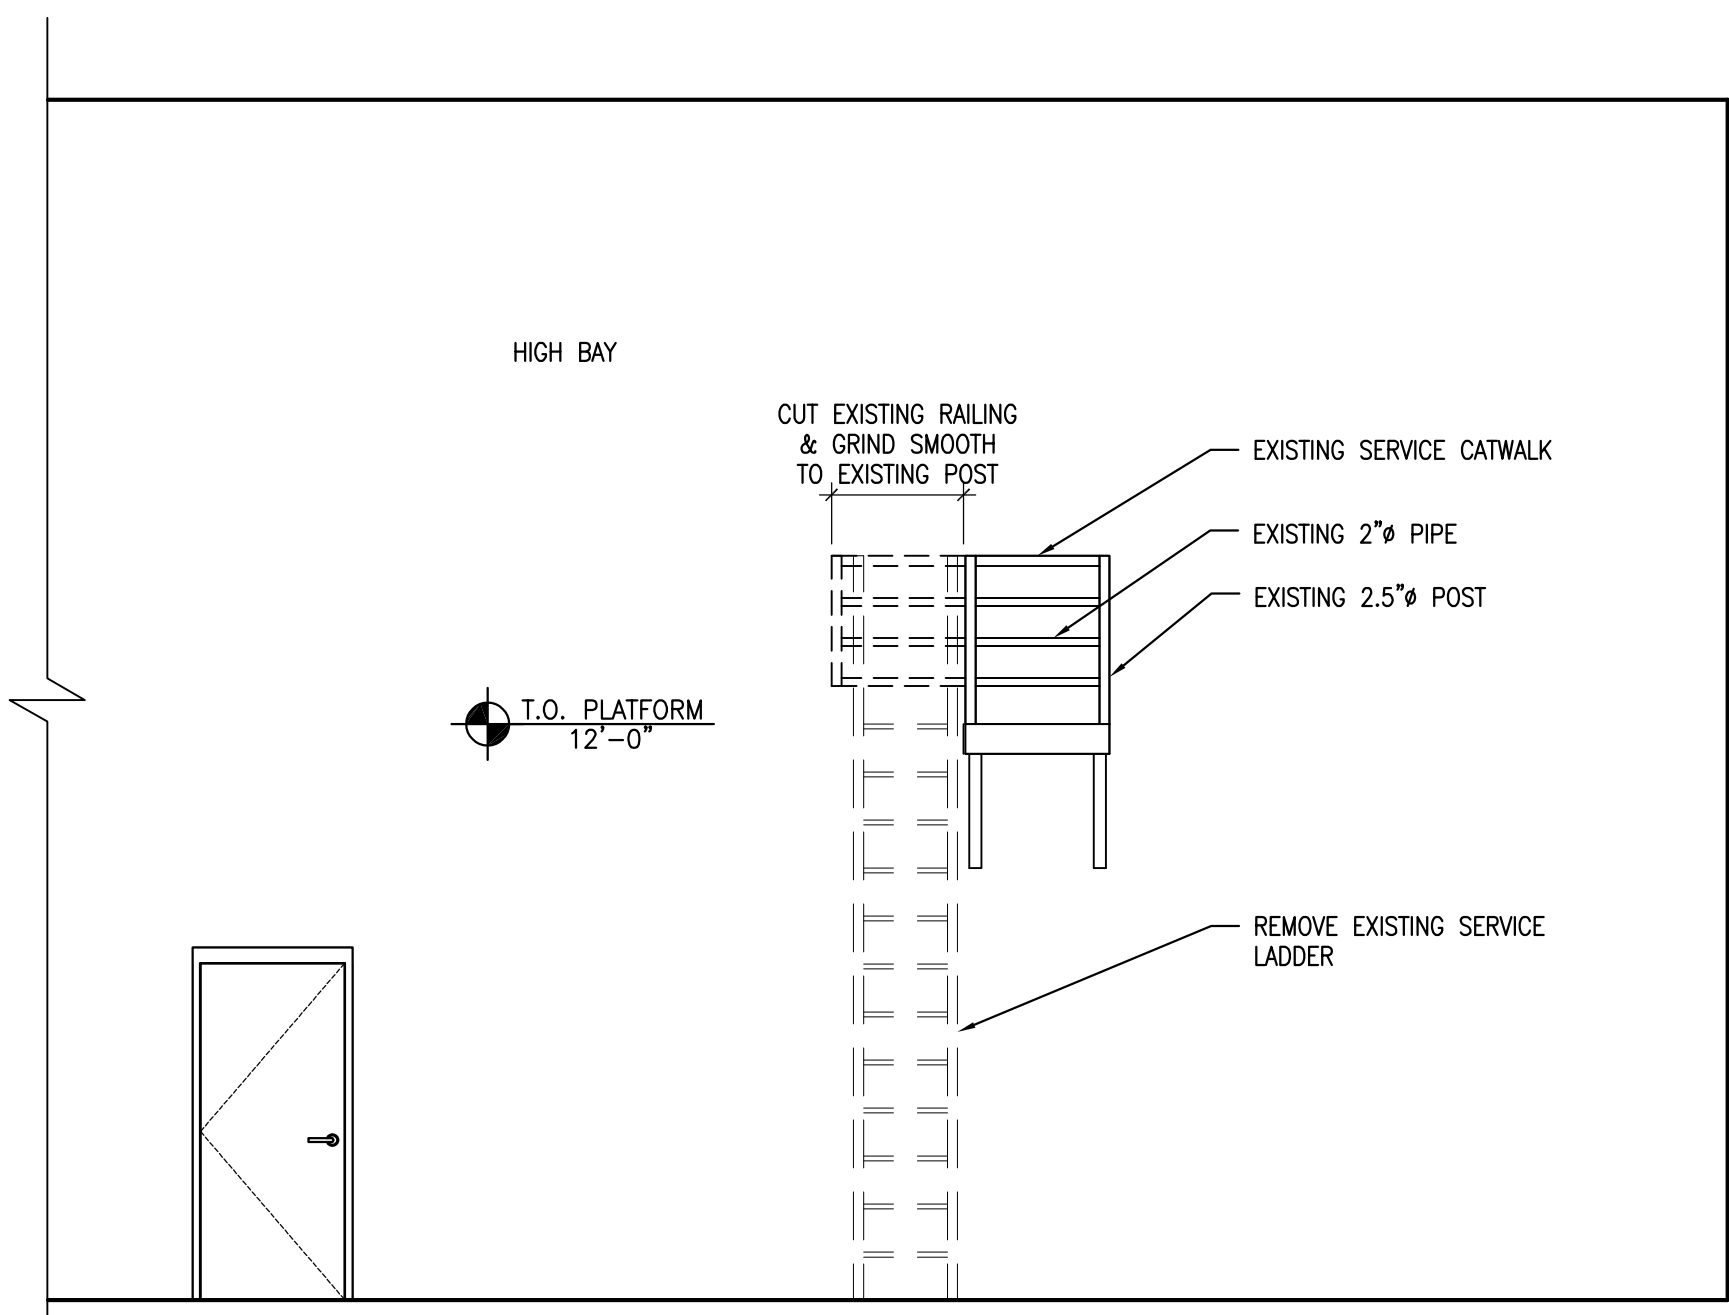 HIGH BAY
CUT EXISTING RAILING
& GRIND SMOOTH
TO EXISTING POST
EXISTING SERVICE CATWALK
EXISTING 2"ø PIPE
EXISTING 2.5"ø POST
T.O. PLATFORM
12'-0"
REMOVE EXISTING SERVICE
LADDER